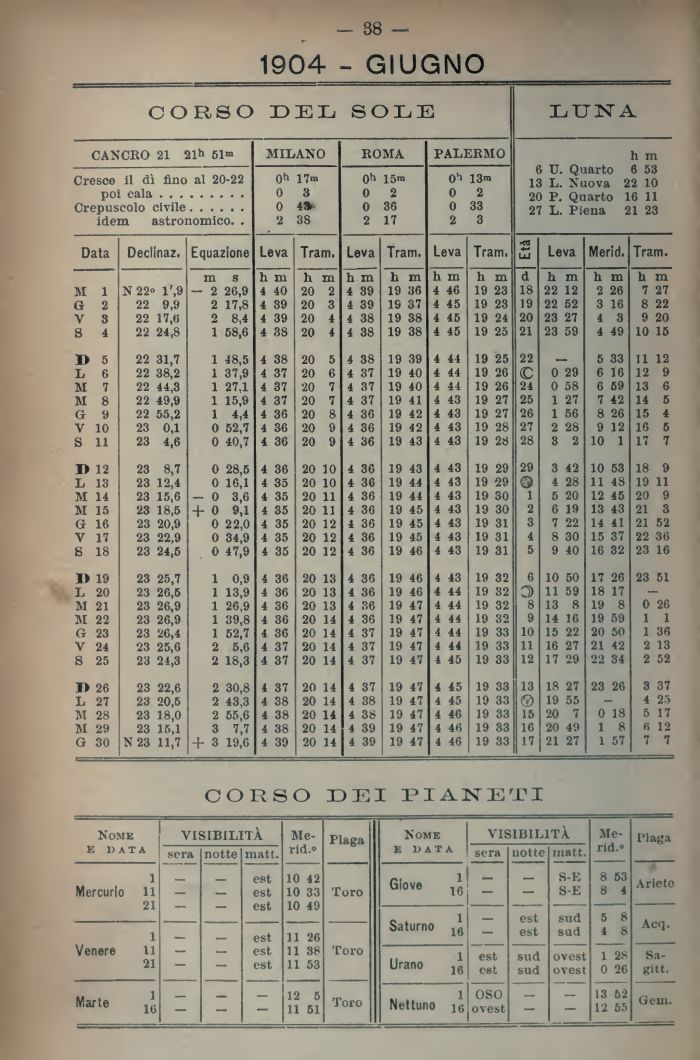 — 38 —
1904 - GIUGNO
CORSO DEL SOLE LUNA
CANCRO 21 21h 51m MILANO ROMA PALERMO
h m
6 U. Quarto 6 53
13 L. Nuova 22 10
20 P. Quarto 16 11
27 L. Piena 21 23
Cresce il dì fino al 20-22 0h 17m 0h 15m 0h 13m
poi cala . . . . . . . . . 0 3 0 2 0 2
Crepuscolo civile . . . . . . 0 0 36 0 33
idem astronomico. . 2 38 2 17 2 3
Data Declinaz. Equazione Leva Tram. Leva Tram. Leva Tram. Età Leva Merid. Tram.
m s h m h m h m h m h m h m d h m h m h m
M 1 N 22o 1',9 — 2 26,9 4 40 20 2 4 39 19 36 4 46 19 23 18 22 12 2 26 7 27
G 2 22 9,9 2 17,8 4 39 20 3 4 39 19 37 4 45 19 23 19 22 52 3 16 8 22
V 3 22 17,6 2 8,4 4 39 20 4 4 38 19 38 4 45 19 24 20 23 27 4 3 9 20
S 4 22 24,8 1 58,6 4 38 20 4 4 38 19 38 4 45 19 25 21 23 59 4 49 10 15
D 5 22 31,7 1 48,5 4 38 20 5 4 38 19 39 4 44 19 25 22 — 5 33 11 12
L 6 22 38,2 1 37,9 4 37 20 6 4 37 19 40 4 44 19 26 0 29 6 16 12 9
M 7 22 44,3 1 27,1 4 37 20 7 4 37 19 40 4 44 19 26 24 0 58 6 59 13 6
M 8 22 49,9 1 15,9 4 37 20 7 4 37 19 41 4 43 19 27 25 1 27 7 42 14 5
G 9 22 55,2 1 4,4 4 36 20 8 4 36 19 42 4 43 19 27 26 1 56 8 26 15 4
V 10 23 0,1 0 52,7 4 36 20 9 4 36 19 42 4 43 19 28 27 2 28 9 12 16 5
S 11 23 4,6 0 40,7 4 36 20 9 4 36 19 43 4 43 19 28 28 3 2 10 1 17 7
D 12 23 8,7 0 28,5 4 36 20 10 4 36 19 43 4 43 19 29 29 3 42 10 53 18 9
L 13 23 12,4 0 16,1 4 35 20 10 4 36 19 44 4 43 19 29 4 28 11 48 19 11
M 14 23 15,6 — 0 3,6 4 35 20 11 4 36 19 44 4 43 19 30 1 5 20 12 45 20 9
M 15 23 18,5 + 0 9,1 4 35 20 11 4 36 19 45 4 43 19 30 2 6 19 13 43 21 3
G 16 23 20,9 0 22,0 4 35 20 12 4 36 19 45 4 43 19 31 3 7 22 14 41 21 52
V 17 23 22,9 0 34,9 4 35 20 12 4 36 19 45 4 43 19 31 4 8 30 15 37 22 36
S 18 23 24,5 0 47,9 4 35 20 12 4 36 19 46 4 43 19 31 5 9 40 16 32 23 16
D 19 23 25,7 1 0,9 4 36 20 13 4 36 19 46 4 43 19 32 6 10 50 17 26 23 51
L 20 23 26,5 1 13,9 4 36 20 13 4 36 19 46 4 44 19 32 11 59 18 17 —
M 21 23 26,9 1 26,9 4 36 20 13 4 36 19 47 4 44 19 32 8 13 8 19 8 0 26
M 22 23 26,9 1 39,8 4 36 20 14 4 36 19 47 4 44 19 32 9 14 16 19 59 1 1
G 23 23 26,4 1 52,7 4 36 20 14 4 37 19 47 4 44 19 33 10 15 22 20 50 1 36
V 24 23 25,6 2 5,6 4 37 20 14 4 37 19 47 4 44 19 33 11 16 27 21 42 2 13
S 25 23 24,3 2 18,3 4 37 20 14 4 37 19 47 4 45 19 33 12 17 29 22 34 2 52
D 26 23 22,6 2 30,8 4 37 20 14 4 37 19 47 4 45 19 33 13 18 27 23 26 3 37
L 27 23 20,5 2 43,3 4 38 20 14 4 38 19 47 4 45 19 33 19 55 — 4 25
M 28 23 18,0 2 55,6 4 38 20 14 4 38 19 47 4 46 19 33 15 20 7 0 18 5 17
M 29 23 15,1 3 7,7 4 38 20 14 4 39 19 47 4 46 19 33 16 20 49 1 8 6 12
G 30 N 23 11,7 + 3 19,6 4 39 20 14 4 39 19 47 4 46 19 33 17 21 27 1 57 7 7
CORSO DEI PIANETI
NOME E DATA VISIBILITÀ sera notte matt. Merid.o Plaga
Mercurio 1 — — est 10 42 Toro
11 — — est 10 33
21 — — est 10 49
Venere 1 — — est 11 26 Toro
11 — — est 11 38
21 — — est 11 53
Marte 1 — — — 12 5 Toro
16 — — — 11 51
NOME E DATA VISIBILITÀ sera notte matt. Merid.o Plaga
Giove 1 — — S-E 8 53 Arieto
16 — — S-E 8 4
Saturno 1 — est sud 5 8 Acq.
16 — est sud 4 8
Urano 1 est sud ovest 1 28 Sa-
16 est sud ovest 0 26 gitt.
Nettuno 1 OSO — — 13 52 Gem.
16 ovest — — 12 55